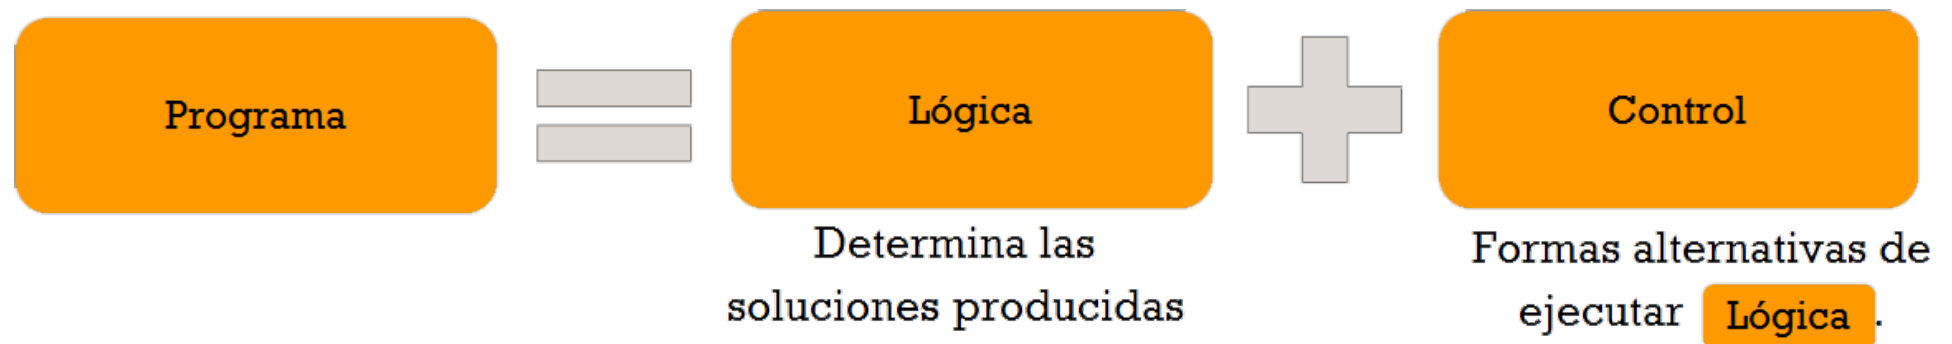 Programa
Lógica
Control
Determina las
soluciones producidas
Formas alternativas de
ejecutar Lógica.